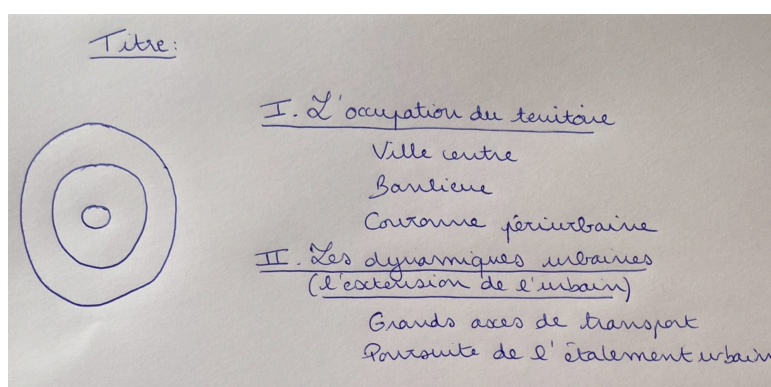 Titre:
I. L'occupation du territoire
Ville centre
Banlieue
Couronne périurbaine
II. Les dynamiques urbaines
(l'extension de l'urbain)
Grands axes de transport
Poursuite de l'étalement urbain